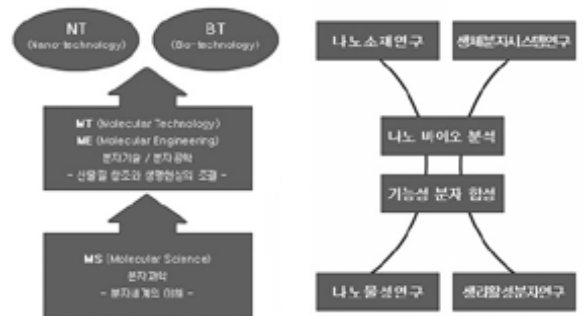 NT
(Nano-technology)
BT
(Bio-technology)
MT (Molecular Technology)
ME (Molecular Engineering)
분자기술 / 분자공학
- 신물질 창조와 생명현상의 조절 -
MS (Molecular Science)
분자과학
- 분자세계의 이해 -
나노소재연구
생체분자시스템연구
나노 바이오 분석
기능성 분자 합성
나노물성연구
생리활성분자연구